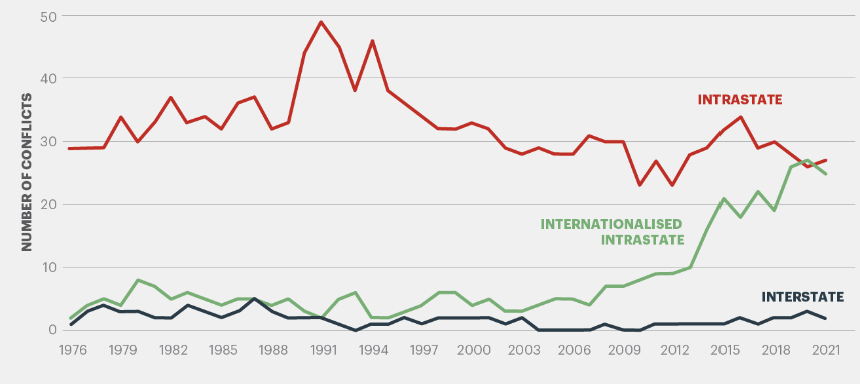 NUMBER OF CONFLICTS
50
40
30
20
10
0
INTRASTATE
INTERNATIONALISED
INTRASTATE
INTERSTATE
1976 1979 1982 1985 1988 1991 1994 1997 2000 2003 2006 2009 2012 2015 2018 2021